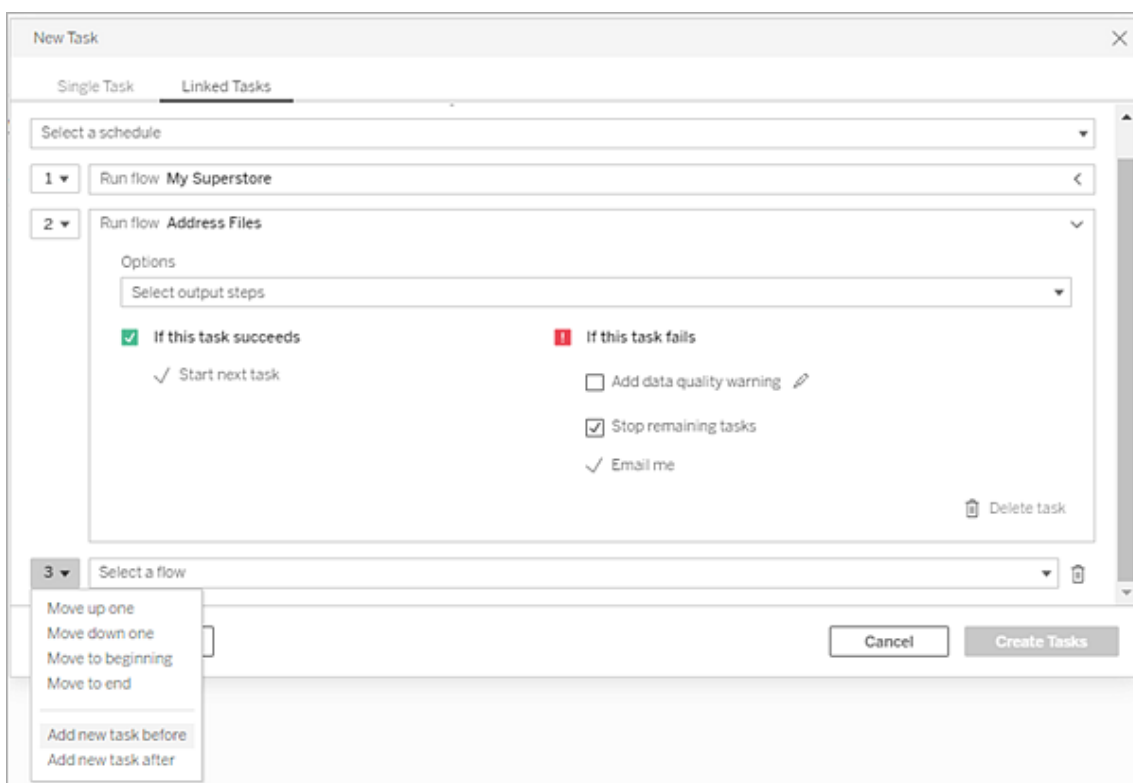 New Task
Single Task Linked Tasks
Select a schedule
1 Run flow My Superstore
2 Run flow Address Files
Options
Select output steps
If this task succeeds If this task fails
Start next task Add data quality warning
Stop remaining tasks
Email me
Delete task
3 Select a flow
Move up one
Move down one
Move to beginning
Move to end
Add new task before
Add new task after
Cancel Create Tasks